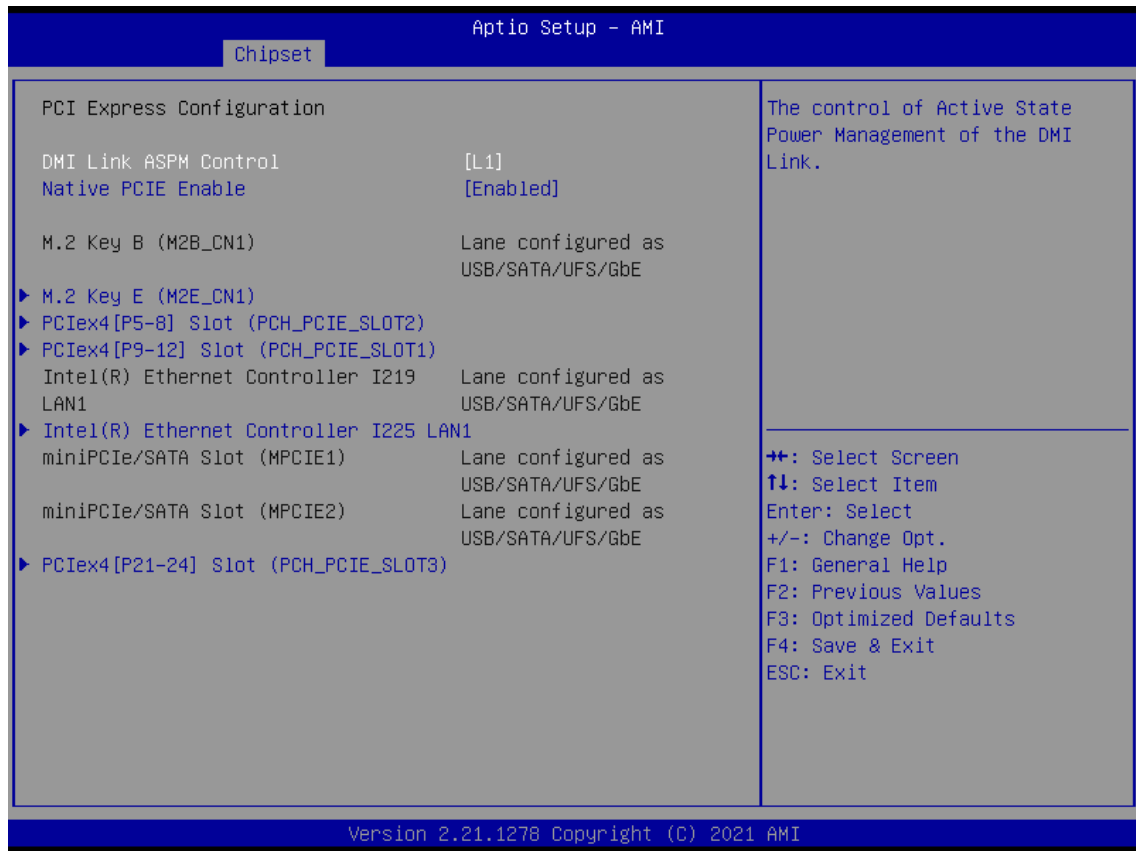 Aptio Setup – AMI
Chipset
PCI Express Configuration
DMI Link ASPM Control [L1]
Native PCIE Enable [Enabled]
M.2 Key B (M2B_CN1) Lane configured as
USB/SATA/UFS/GbE
M.2 Key E (M2E_CN1)
PCIex4[P5-8] Slot (PCH_PCIE_SLOT2)
PCIex4[P9-12] Slot (PCH_PCIE_SLOT1)
Intel(R) Ethernet Controller I219 Lane configured as
LAN1 USB/SATA/UFS/GbE
Intel(R) Ethernet Controller I225 LAN1
miniPCIe/SATA Slot (MPCIE1) Lane configured as
USB/SATA/UFS/GbE
miniPCIe/SATA Slot (MPCIE2) Lane configured as
USB/SATA/UFS/GbE
PCIex4[P21-24] Slot (PCH_PCIE_SLOT3)
The control of Active State
Power Management of the DMI
Link.
→←: Select Screen
↑↓: Select Item
Enter: Select
+/-: Change Opt.
F1: General Help
F2: Previous Values
F3: Optimized Defaults
F4: Save & Exit
ESC: Exit
Version 2.21.1278 Copyright (C) 2021 AMI